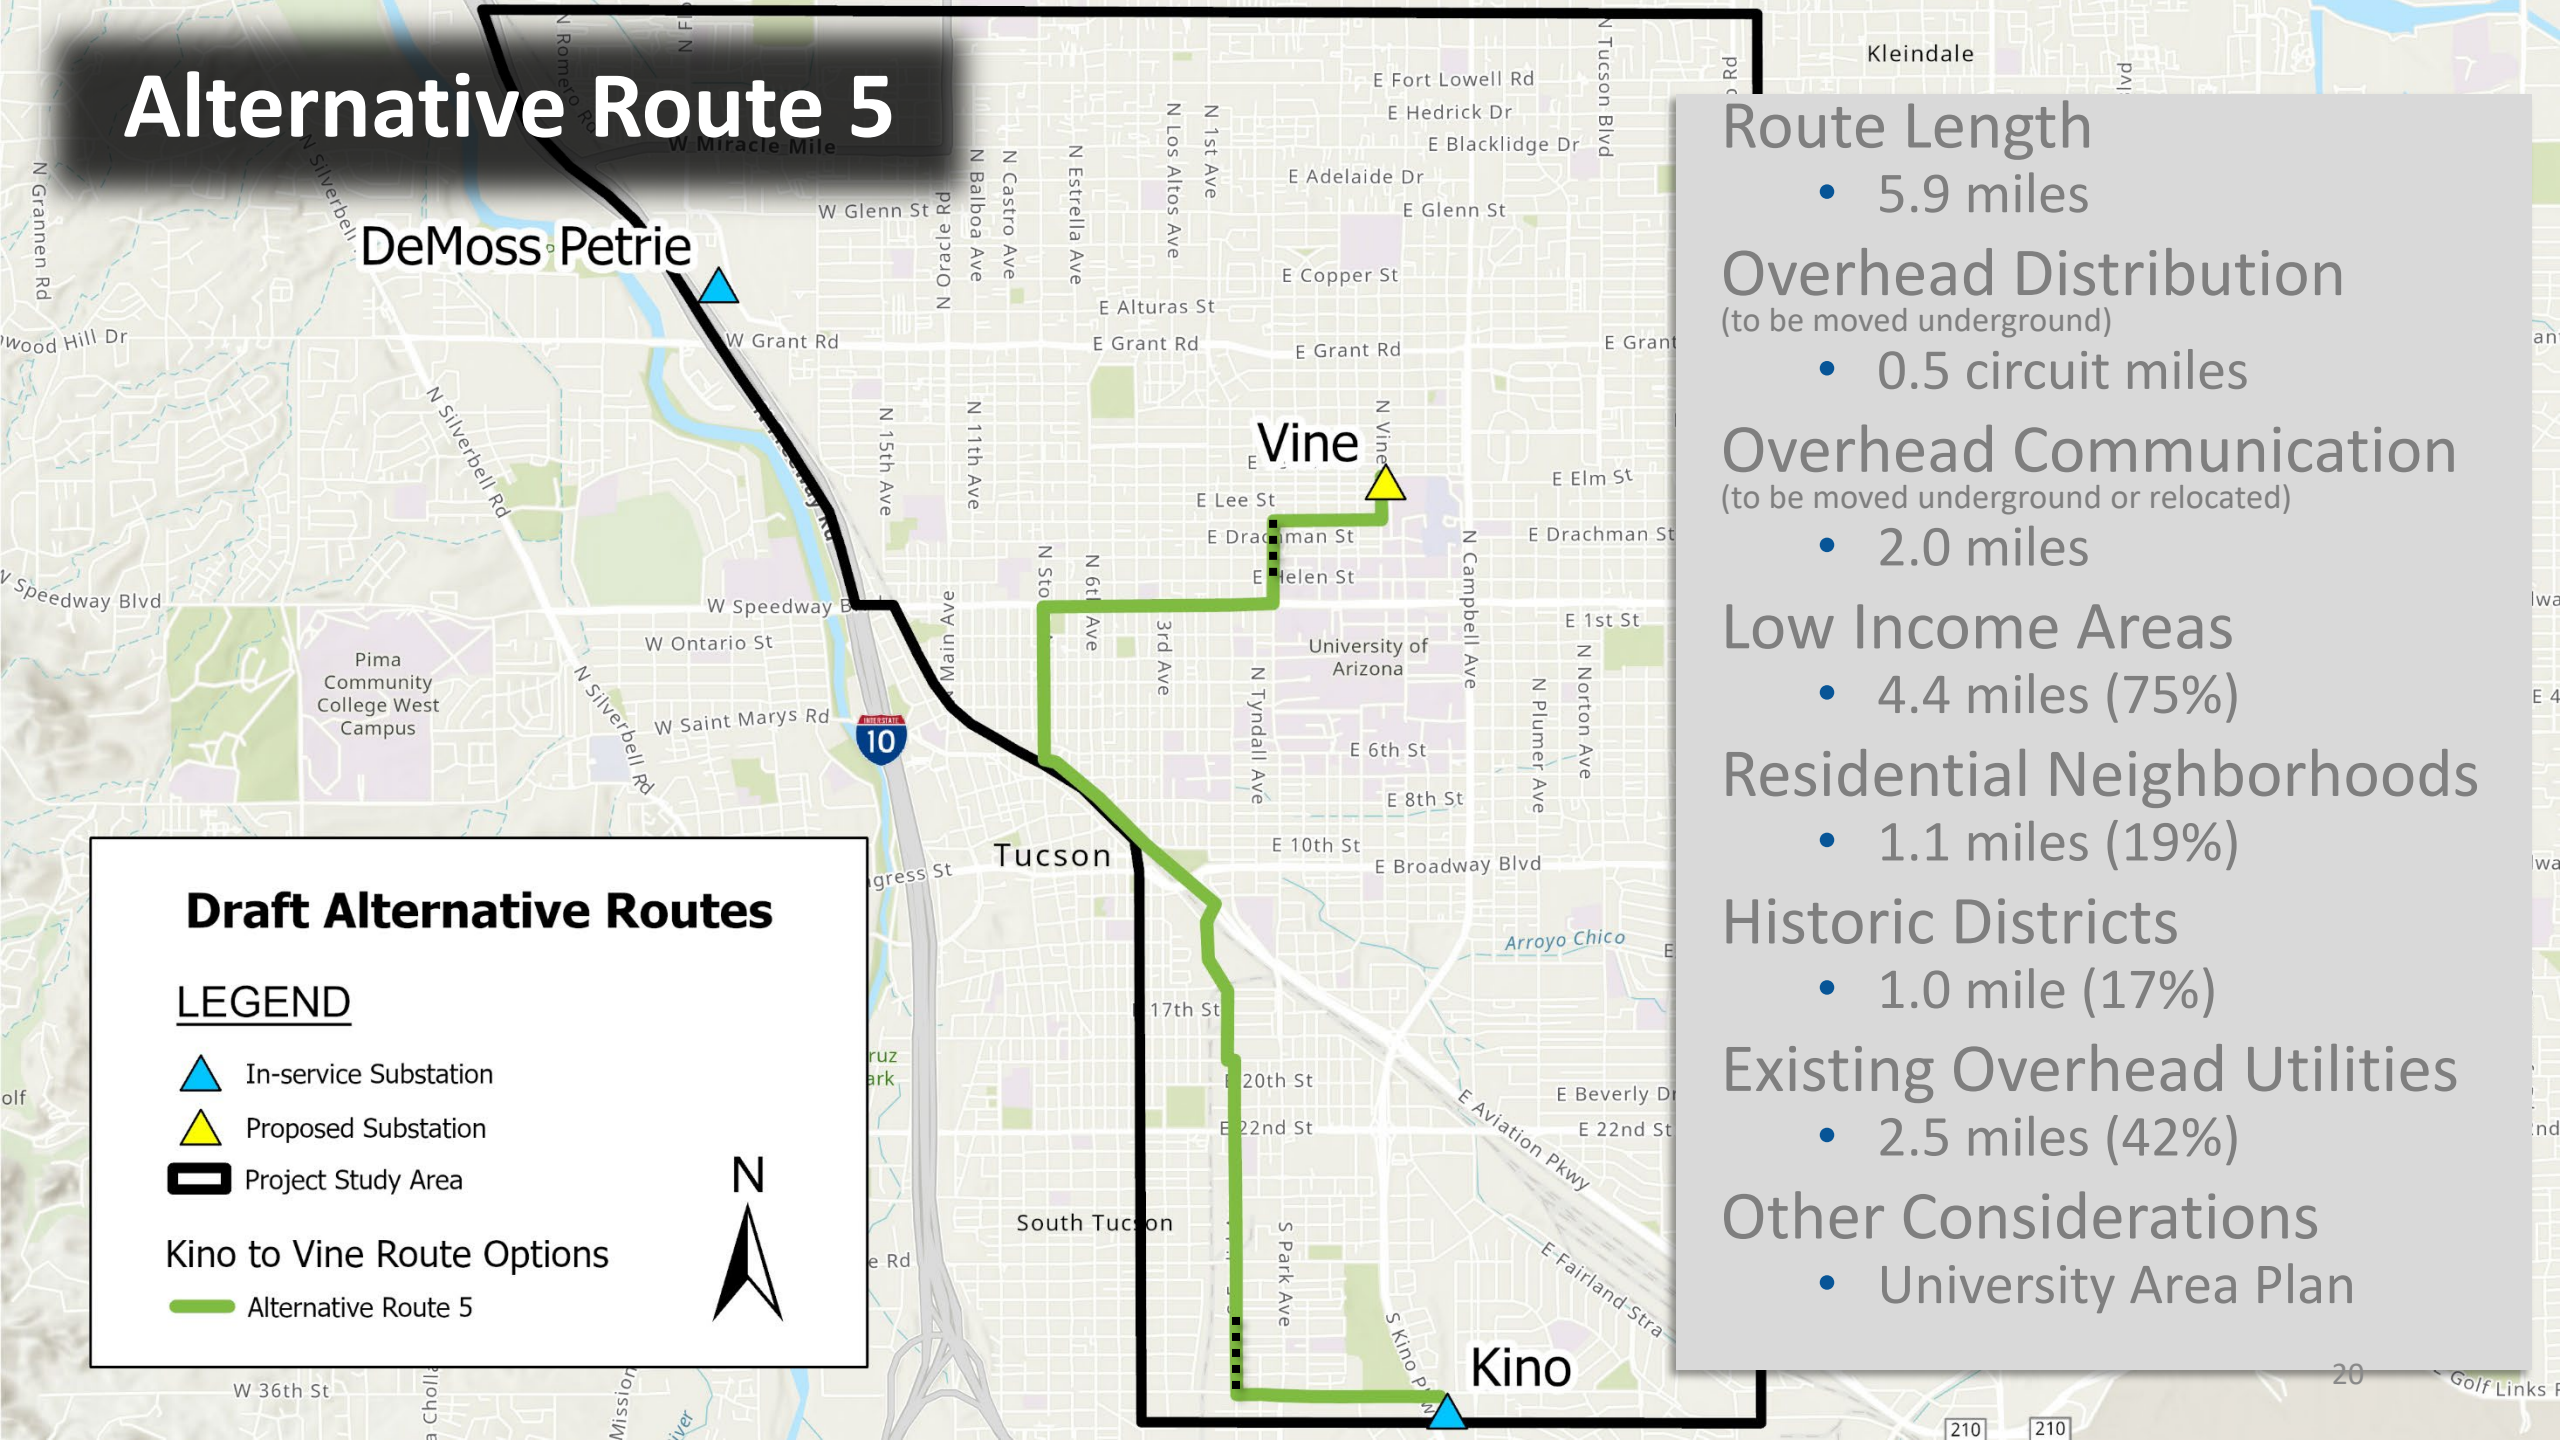 Alternative Route 5
Route Length
• 5.9 miles
Overhead Distribution
(to be moved underground)
• 0.5 circuit miles
Overhead Communication
(to be moved underground or relocated)
• 2.0 miles
Low Income Areas
• 4.4 miles (75%)
Residential Neighborhoods
• 1.1 miles (19%)
Historic Districts
• 1.0 mile (17%)
Existing Overhead Utilities
• 2.5 miles (42%)
Other Considerations
• University Area Plan
20
DeMoss Petrie
Vine
Kino
Draft Alternative Routes
LEGEND
In-service Substation
Proposed Substation
Project Study Area
Kino to Vine Route Options
Alternative Route 5
N
Kleindale
E Fort Lowell Rd
E Hedrick Dr
E Blacklidge Dr
E Adelaide Dr
W Glenn St
E Glenn St
E Copper St
E Alturas St
W Grant Rd
E Grant Rd
E Grant Rd
E Grant
W Miracle Mile
N Romero Rd
N Tucson Blvd
N Los Altos Ave
N 1st Ave
N Balboa Ave
N Castro Ave
N Estrella Ave
N Oracle Rd
N Grannen Rd
N Silverbell
N Silverbell Rd
N Silverbell Rd
N 15th Ave
N 11th Ave
N Vine
E Elm St
E Lee St
E Drachman St
E Drachman St
E Helen St
W Speedway Blvd
W Speedway B
W Ontario St
N 6th Ave
3rd Ave
N Main Ave
N Campbell Ave
E 1st St
University of
Arizona
Pima
Community
College West
Campus
W Saint Marys Rd
INTERSTATE
10
N Tyndall Ave
N Plumer Ave
N Norton Ave
E 6th St
E 8th St
E 10th St
E Broadway Blvd
Tucson
Arroyo Chico
17th St
E 20th St
E 22nd St
E 22nd St
E Beverly Dr
E Aviation Pkwy
E Fairland Stra
South Tucson
S Park Ave
S Kino Pkwy
W 36th St
Mission
210
210
Golf Links